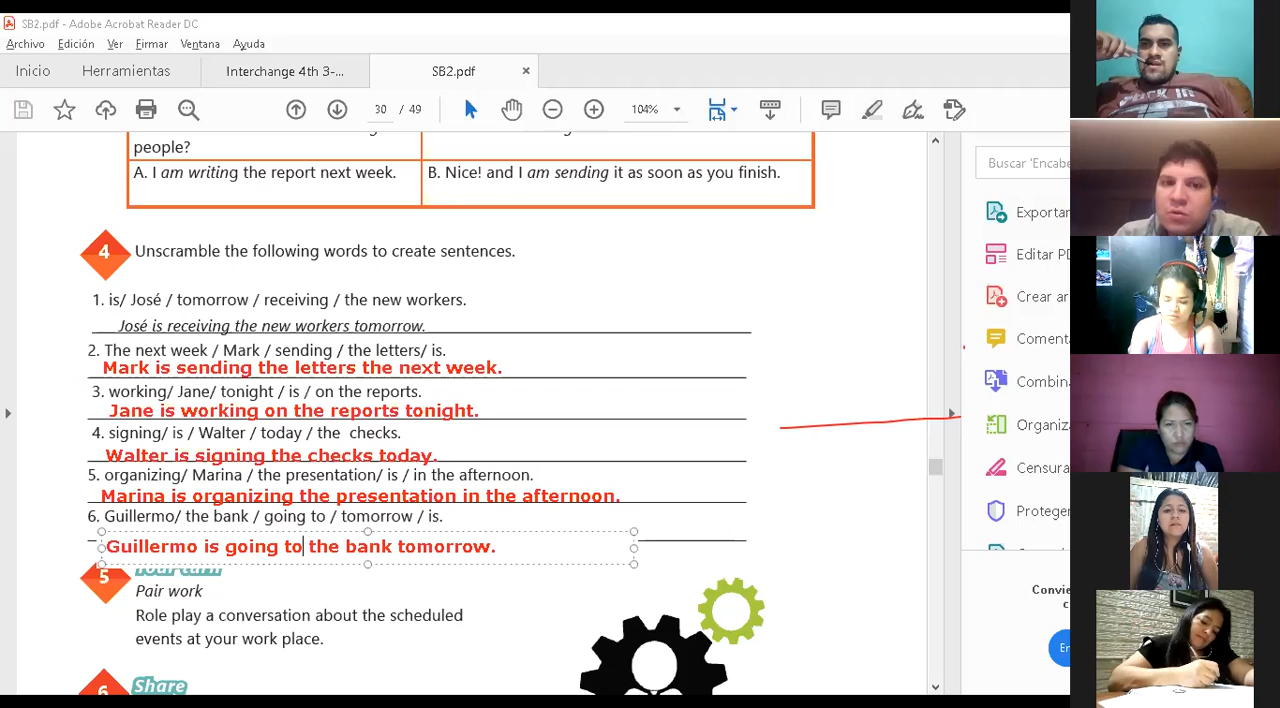 SB2.pdf - Adobe Acrobat Reader DC
Archivo Edición Ver Firmar Ventana Ayuda
Inicio Herramientas Interchange 4th 3-... SB2.pdf ×
30 / 49 104%
people?
A. I am writing the report next week. B. Nice! and I am sending it as soon as you finish.
4 Unscramble the following words to create sentences.
1. is/ José / tomorrow / receiving / the new workers.
José is receiving the new workers tomorrow.
2. The next week / Mark / sending / the letters/ is.
Mark is sending the letters the next week.
3. working/ Jane/ tonight / is / on the reports.
Jane is working on the reports tonight.
4. signing/ is / Walter / today / the checks.
Walter is signing the checks today.
5. organizing/ Marina / the presentation/ is / in the afternoon.
Marina is organizing the presentation in the afternoon.
6. Guillermo/ the bank / going to / tomorrow / is.
Guillermo is going to the bank tomorrow.
5 Your turn
Pair work
Role play a conversation about the scheduled
events at your work place.
6 Share
Buscar 'Encabe
Exportar
Editar PD
Crear ar
Comenta
Combin
Organiza
Censura
Proteger
Convie
c
En